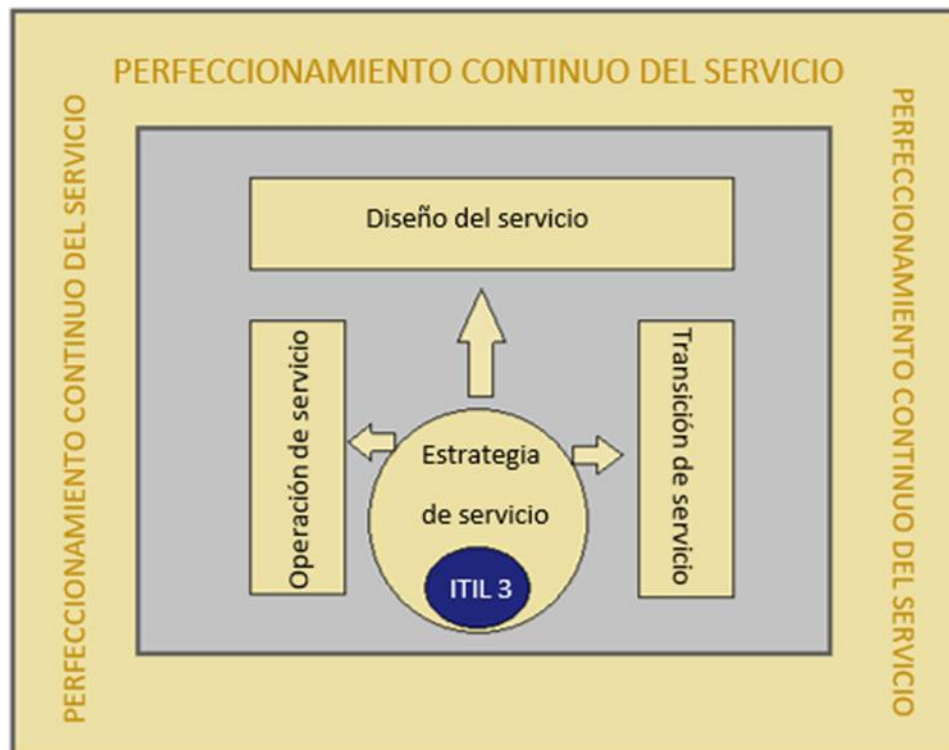 PERFECCIONAMIENTO CONTINUO DEL SERVICIO
PERFECCIONAMIENTO CONTINUO DEL SERVICIO
PERFECCIONAMIENTO CONTINUO DEL SERVICIO
Diseño del servicio
Operación de servicio
Estrategia
de servicio
ITIL 3
Transición de servicio